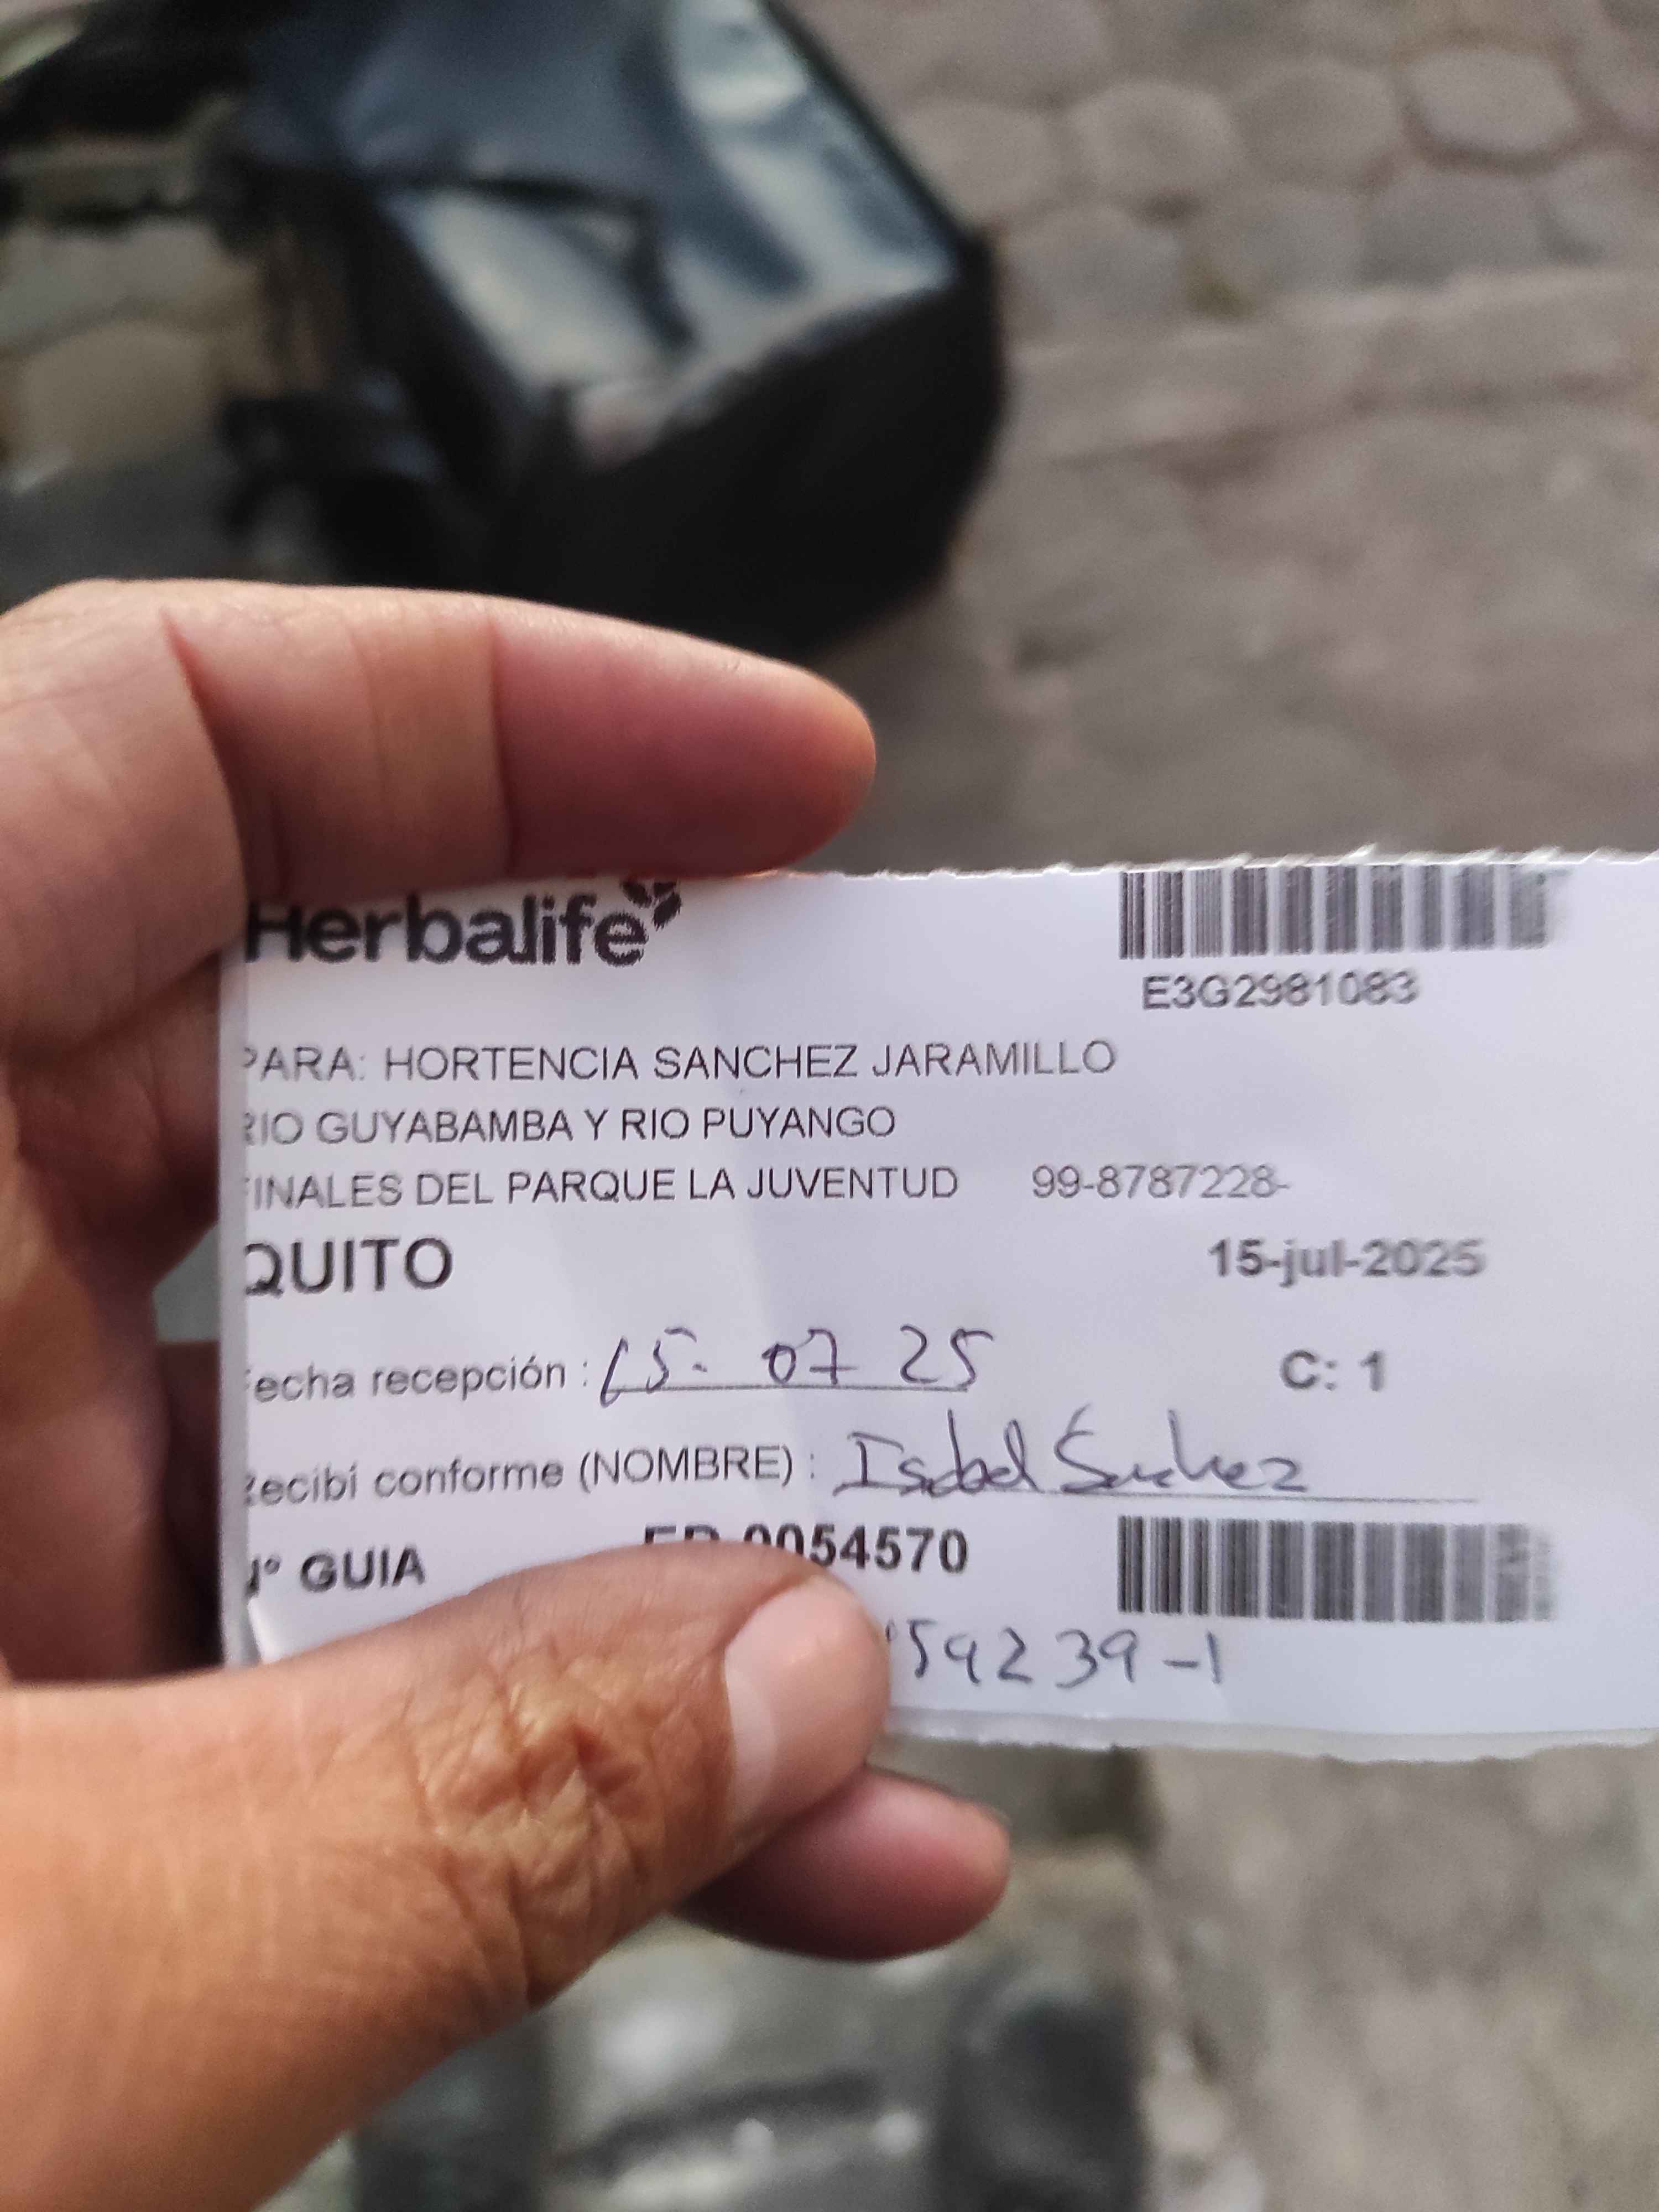 Herbalife
E3G2981083
PARA: HORTENCIA SANCHEZ JARAMILLO
RIO GUYABAMBA Y RIO PUYANGO
FINALES DEL PARQUE LA JUVENTUD 99-8787228-
QUITO 15-jul-2025
Fecha recepción : 15- 07 25 C: 1
Recibí conforme (NOMBRE) : Isabel Sanchez
N° GUIA 0054570
59239-1